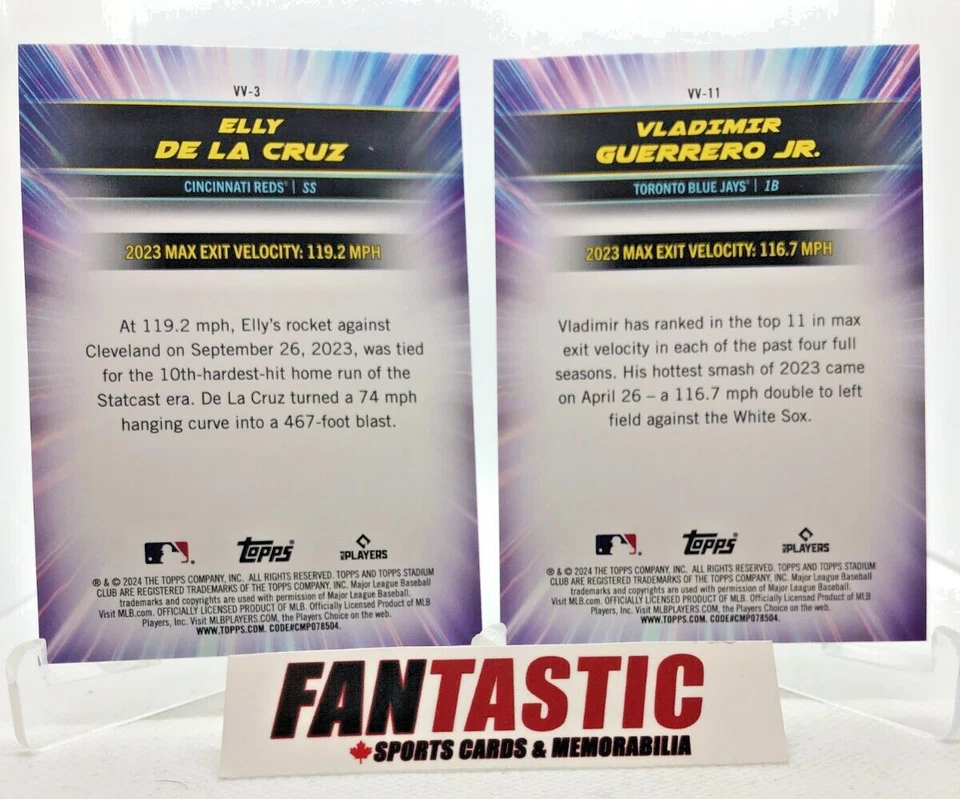 VV-3
ELLY
DE LA CRUZ
CINCINNATI REDS® | SS
2023 MAX EXIT VELOCITY: 119.2 MPH
At 119.2 mph, Elly's rocket against
Cleveland on September 26, 2023, was tied
for the 10th-hardest-hit home run of the
Statcast era. De La Cruz turned a 74 mph
hanging curve into a 467-foot blast.
Topps®
MLB PLAYERS
® & © 2024 THE TOPPS COMPANY, INC. ALL RIGHTS RESERVED. TOPPS AND TOPPS STADIUM
CLUB ARE REGISTERED TRADEMARKS OF THE TOPPS COMPANY, INC. Major League Baseball
trademarks and copyrights are used with permission of Major League Baseball.
Visit MLB.com. OFFICIALLY LICENSED PRODUCT OF MLB. Officially Licensed Product of MLB
Players, Inc. Visit MLBPLAYERS.COM, the Players Choice on the web.
WWW.TOPPS.COM. CODE#CMP078504.
VV-11
VLADIMIR
GUERRERO JR.
TORONTO BLUE JAYS® | 1B
2023 MAX EXIT VELOCITY: 116.7 MPH
Vladimir has ranked in the top 11 in max
exit velocity in each of the past four full
seasons. His hottest smash of 2023 came
on April 26 – a 116.7 mph double to left
field against the White Sox.
Topps®
MLB PLAYERS
® & © 2024 THE TOPPS COMPANY, INC. ALL RIGHTS RESERVED. TOPPS AND TOPPS STADIUM
CLUB ARE REGISTERED TRADEMARKS OF THE TOPPS COMPANY, INC. Major League Baseball
trademarks and copyrights are used with permission of Major League Baseball.
Visit MLB.com. OFFICIALLY LICENSED PRODUCT OF MLB. Officially Licensed Product of MLB
Players, Inc. Visit MLBPLAYERS.COM, the Players Choice on the web.
WWW.TOPPS.COM. CODE#CMP078504.
FANTASTIC
SPORTS CARDS & MEMORABILIA